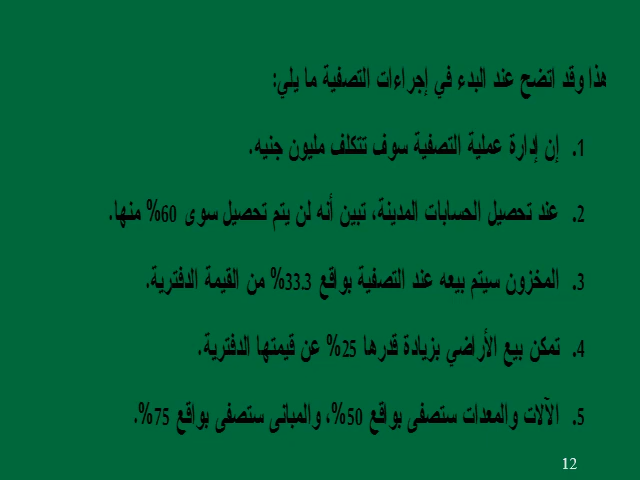 هذا وقد اتضح عند البدء في إجراءات التصفية ما يلي:
1. إن إدارة عملية التصفية سوف تتكلف مليون جنيه.
2. عند تحصيل الحسابات المدينة، تبين أنه لن يتم تحصيل سوى 60% منها.
3. المخزون سيتم بيعه عند التصفية بواقع 33.3% من القيمة الدفترية.
4. تمكن بيع الأراضي بزيادة قدرها 25% عن قيمتها الدفترية.
5. الآلات والمعدات ستصفى بواقع 50%، والمبانى ستصفى بواقع 75%.
12